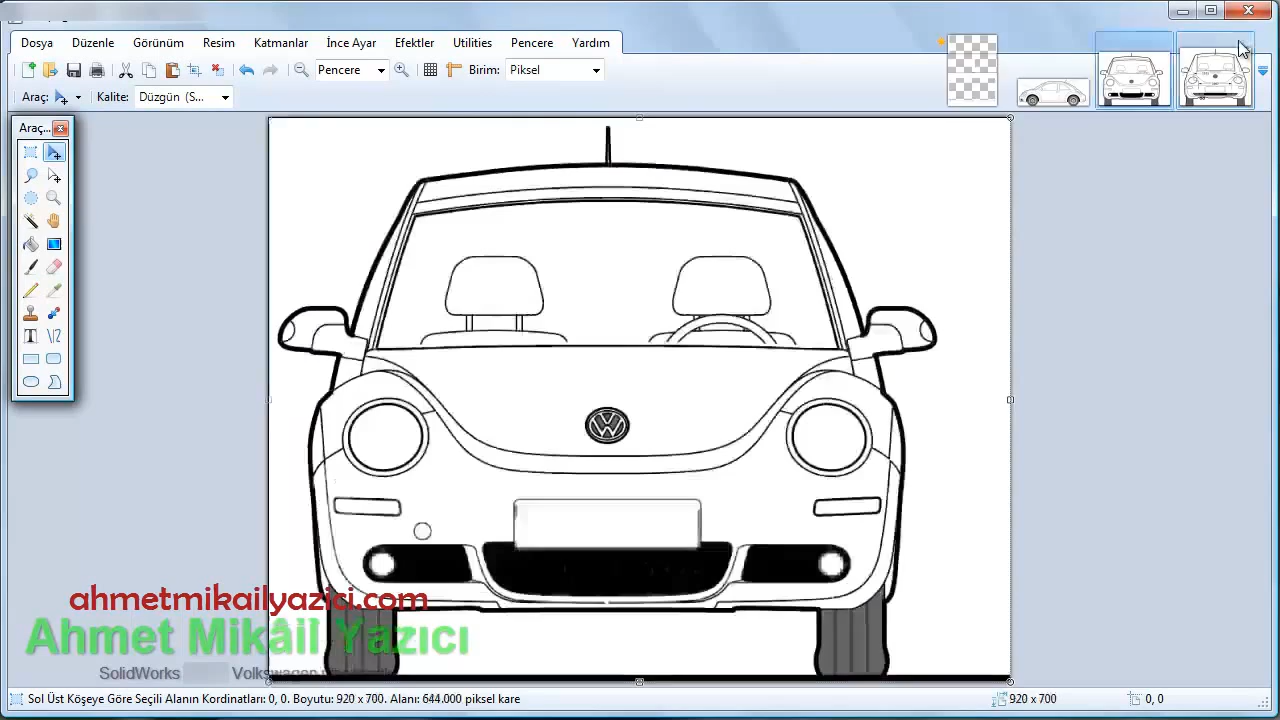 Dosya Düzenle Görünüm Resim Katmanlar İnce Ayar Efektler Utilities Pencere Yardım
Pencere Birim: Piksel
Araç: Kalite: Düzgün (S...
Araç...
ahmetmikailyazici.com
Ahmet Mikâil Yazıcı
SolidWorks Volkswagen
Sol Üst Köşeye Göre Seçili Alanın Kordinatları: 0, 0. Boyutu: 920 x 700. Alanı: 644.000 piksel kare 920 x 700 0, 0